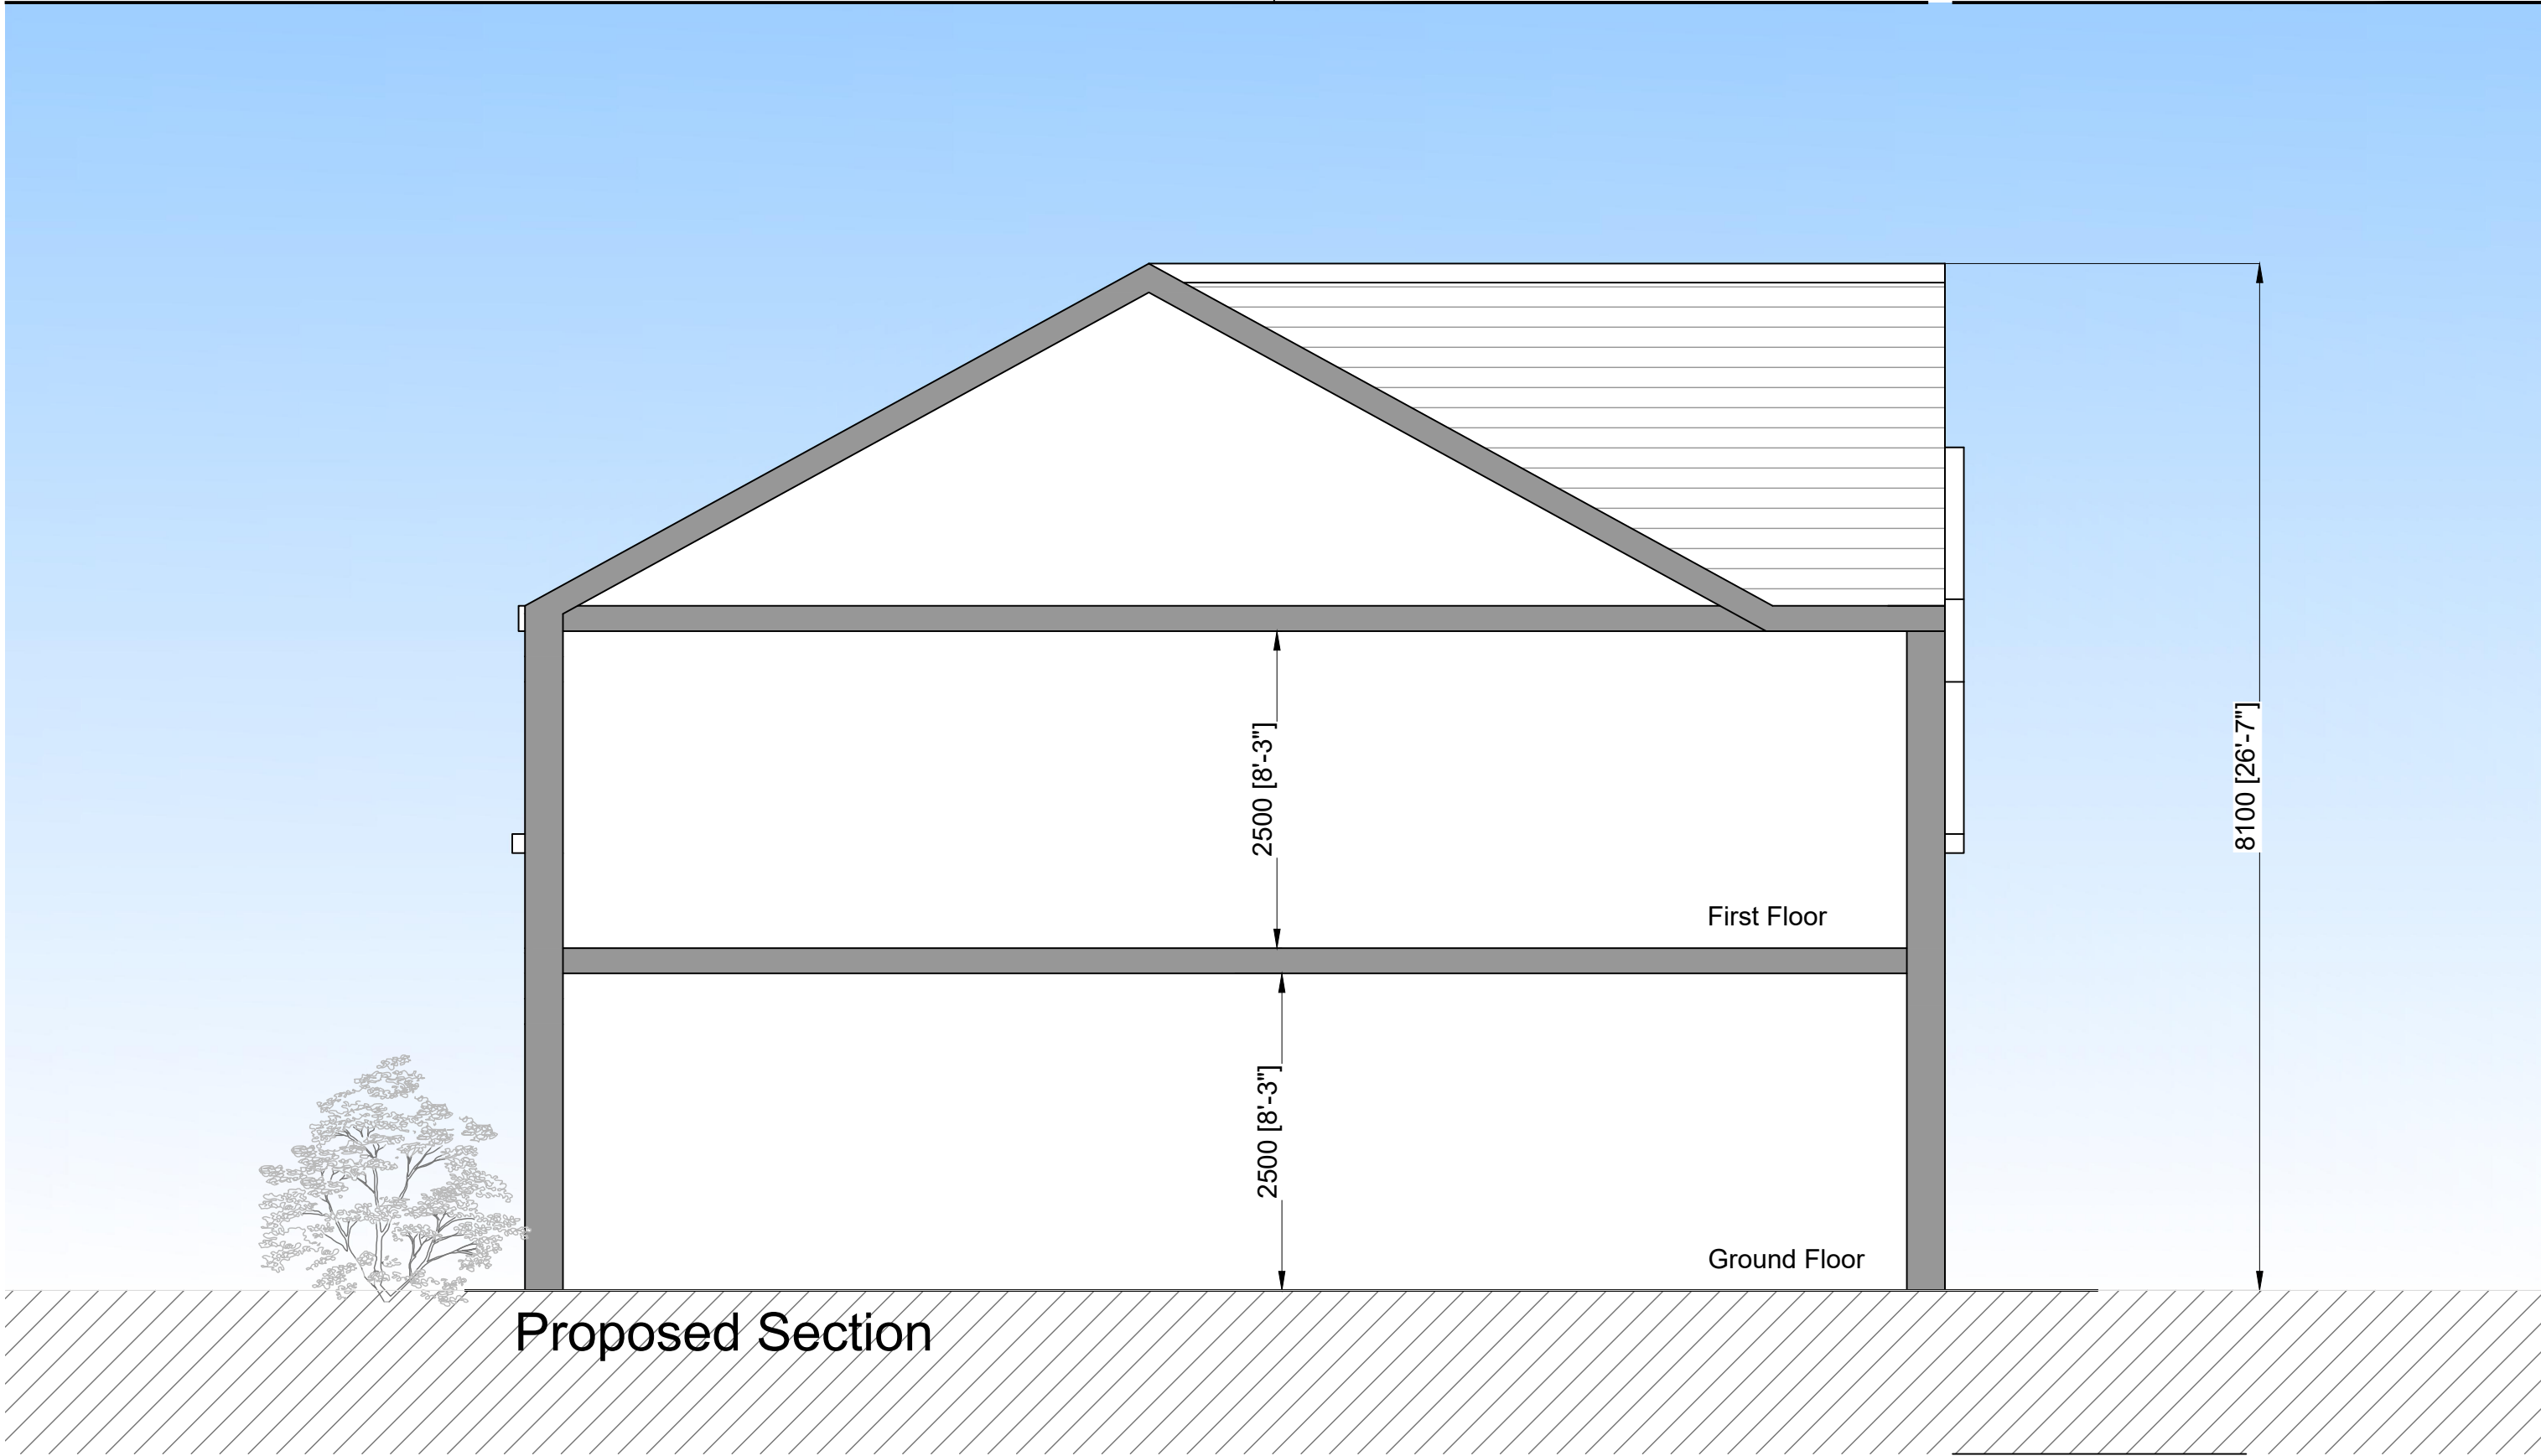 2500 [8'-3"]
8100 [26'-7"]
First Floor
2500 [8'-3"]
Ground Floor
Proposed Section